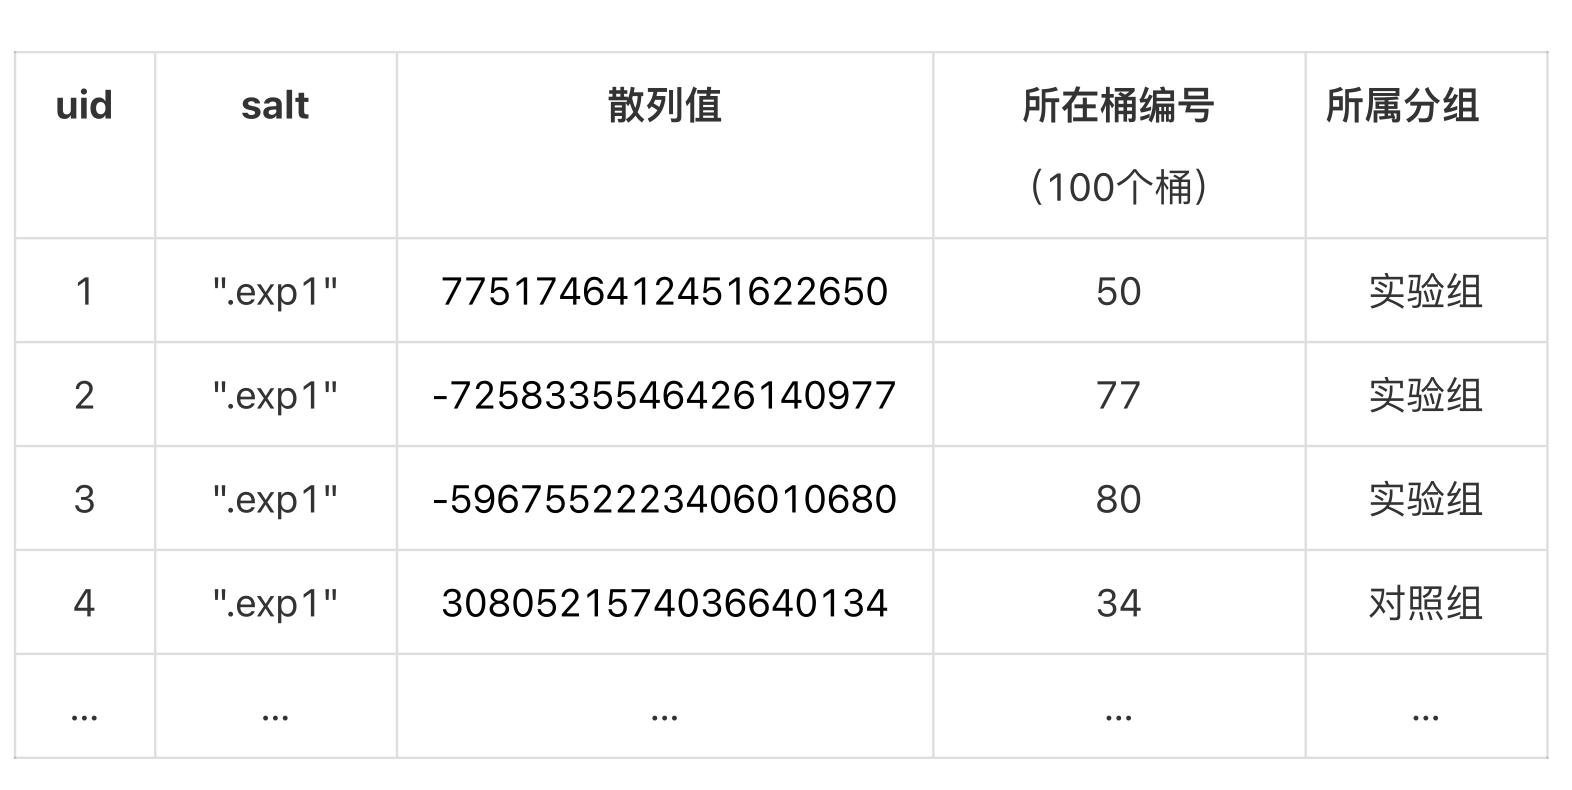 uid salt 散列值 所在桶编号 所属分组
（100个桶）
1 ".exp1" 7751746412451622650 50 实验组
2 ".exp1" -7258335546426140977 77 实验组
3 ".exp1" -5967552223406010680 80 实验组
4 ".exp1" 3080521574036640134 34 对照组
... ... ... ... ...